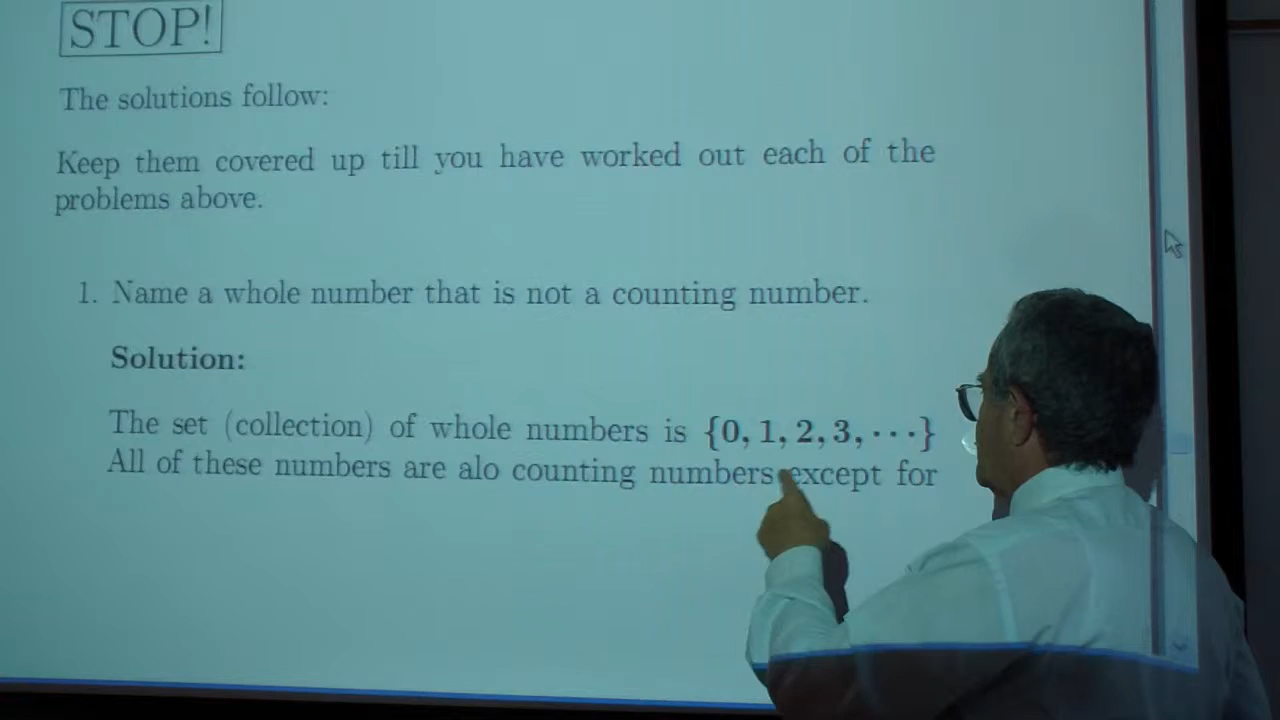 STOP!
The solutions follow:
Keep them covered up till you have worked out each of the
problems above.
1. Name a whole number that is not a counting number.
Solution:
The set (collection) of whole numbers is {0, 1, 2, 3, ⋯}
All of these numbers are alo counting numbers except for